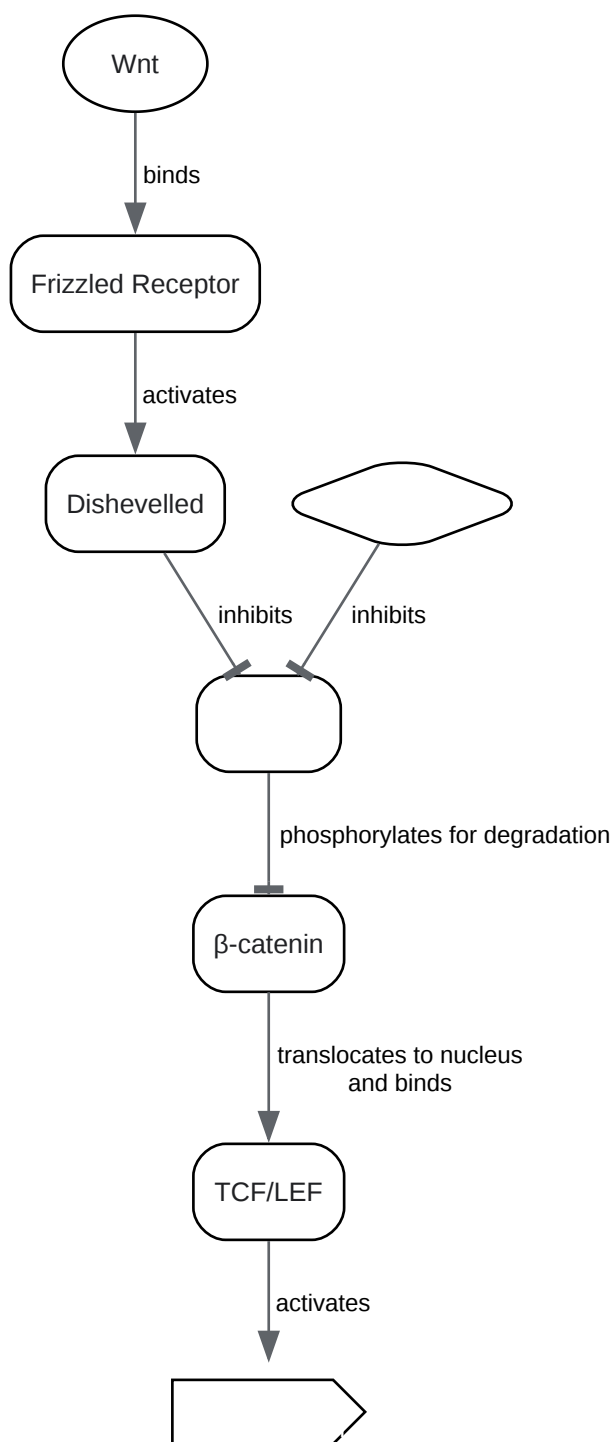 Wnt
binds
Frizzled Receptor
activates
Dishevelled
inhibits
inhibits
phosphorylates for degradation
β-catenin
translocates to nucleus
and binds
TCF/LEF
activates